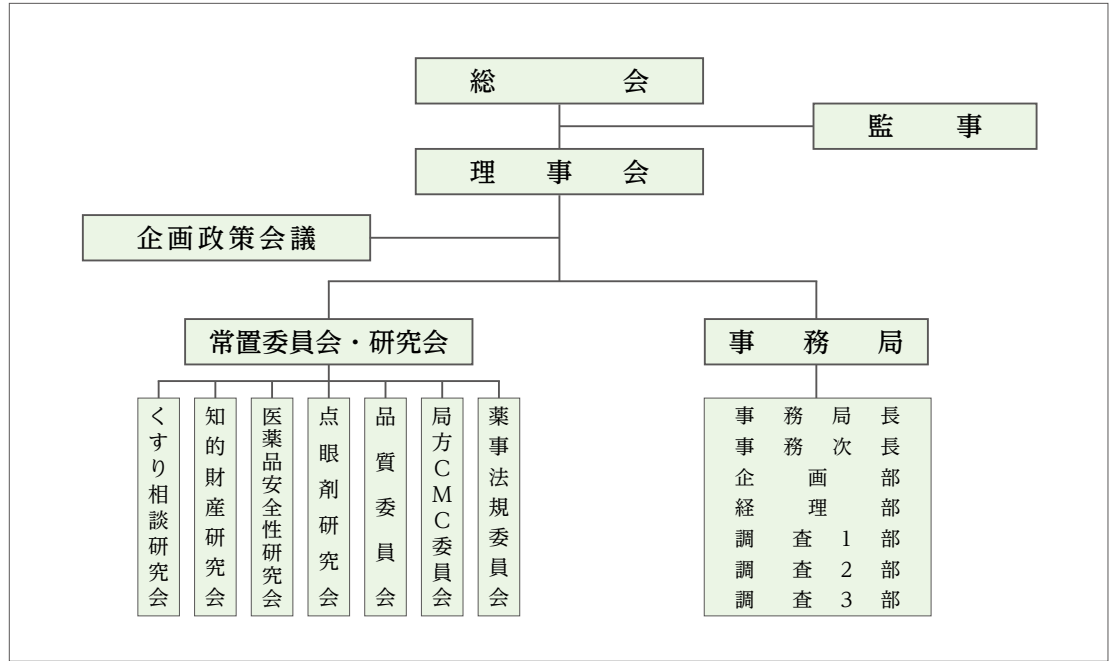 総会
監事
理事会
企画政策会議
常置委員会・研究会
事務局
くすり相談研究会
知的財産研究会
医薬品安全性研究会
点眼剤研究会
品質委員会
局方CMC委員会
薬事法規委員会
事務局長
事務次長
企画部
経理部
調査1部
調査2部
調査3部